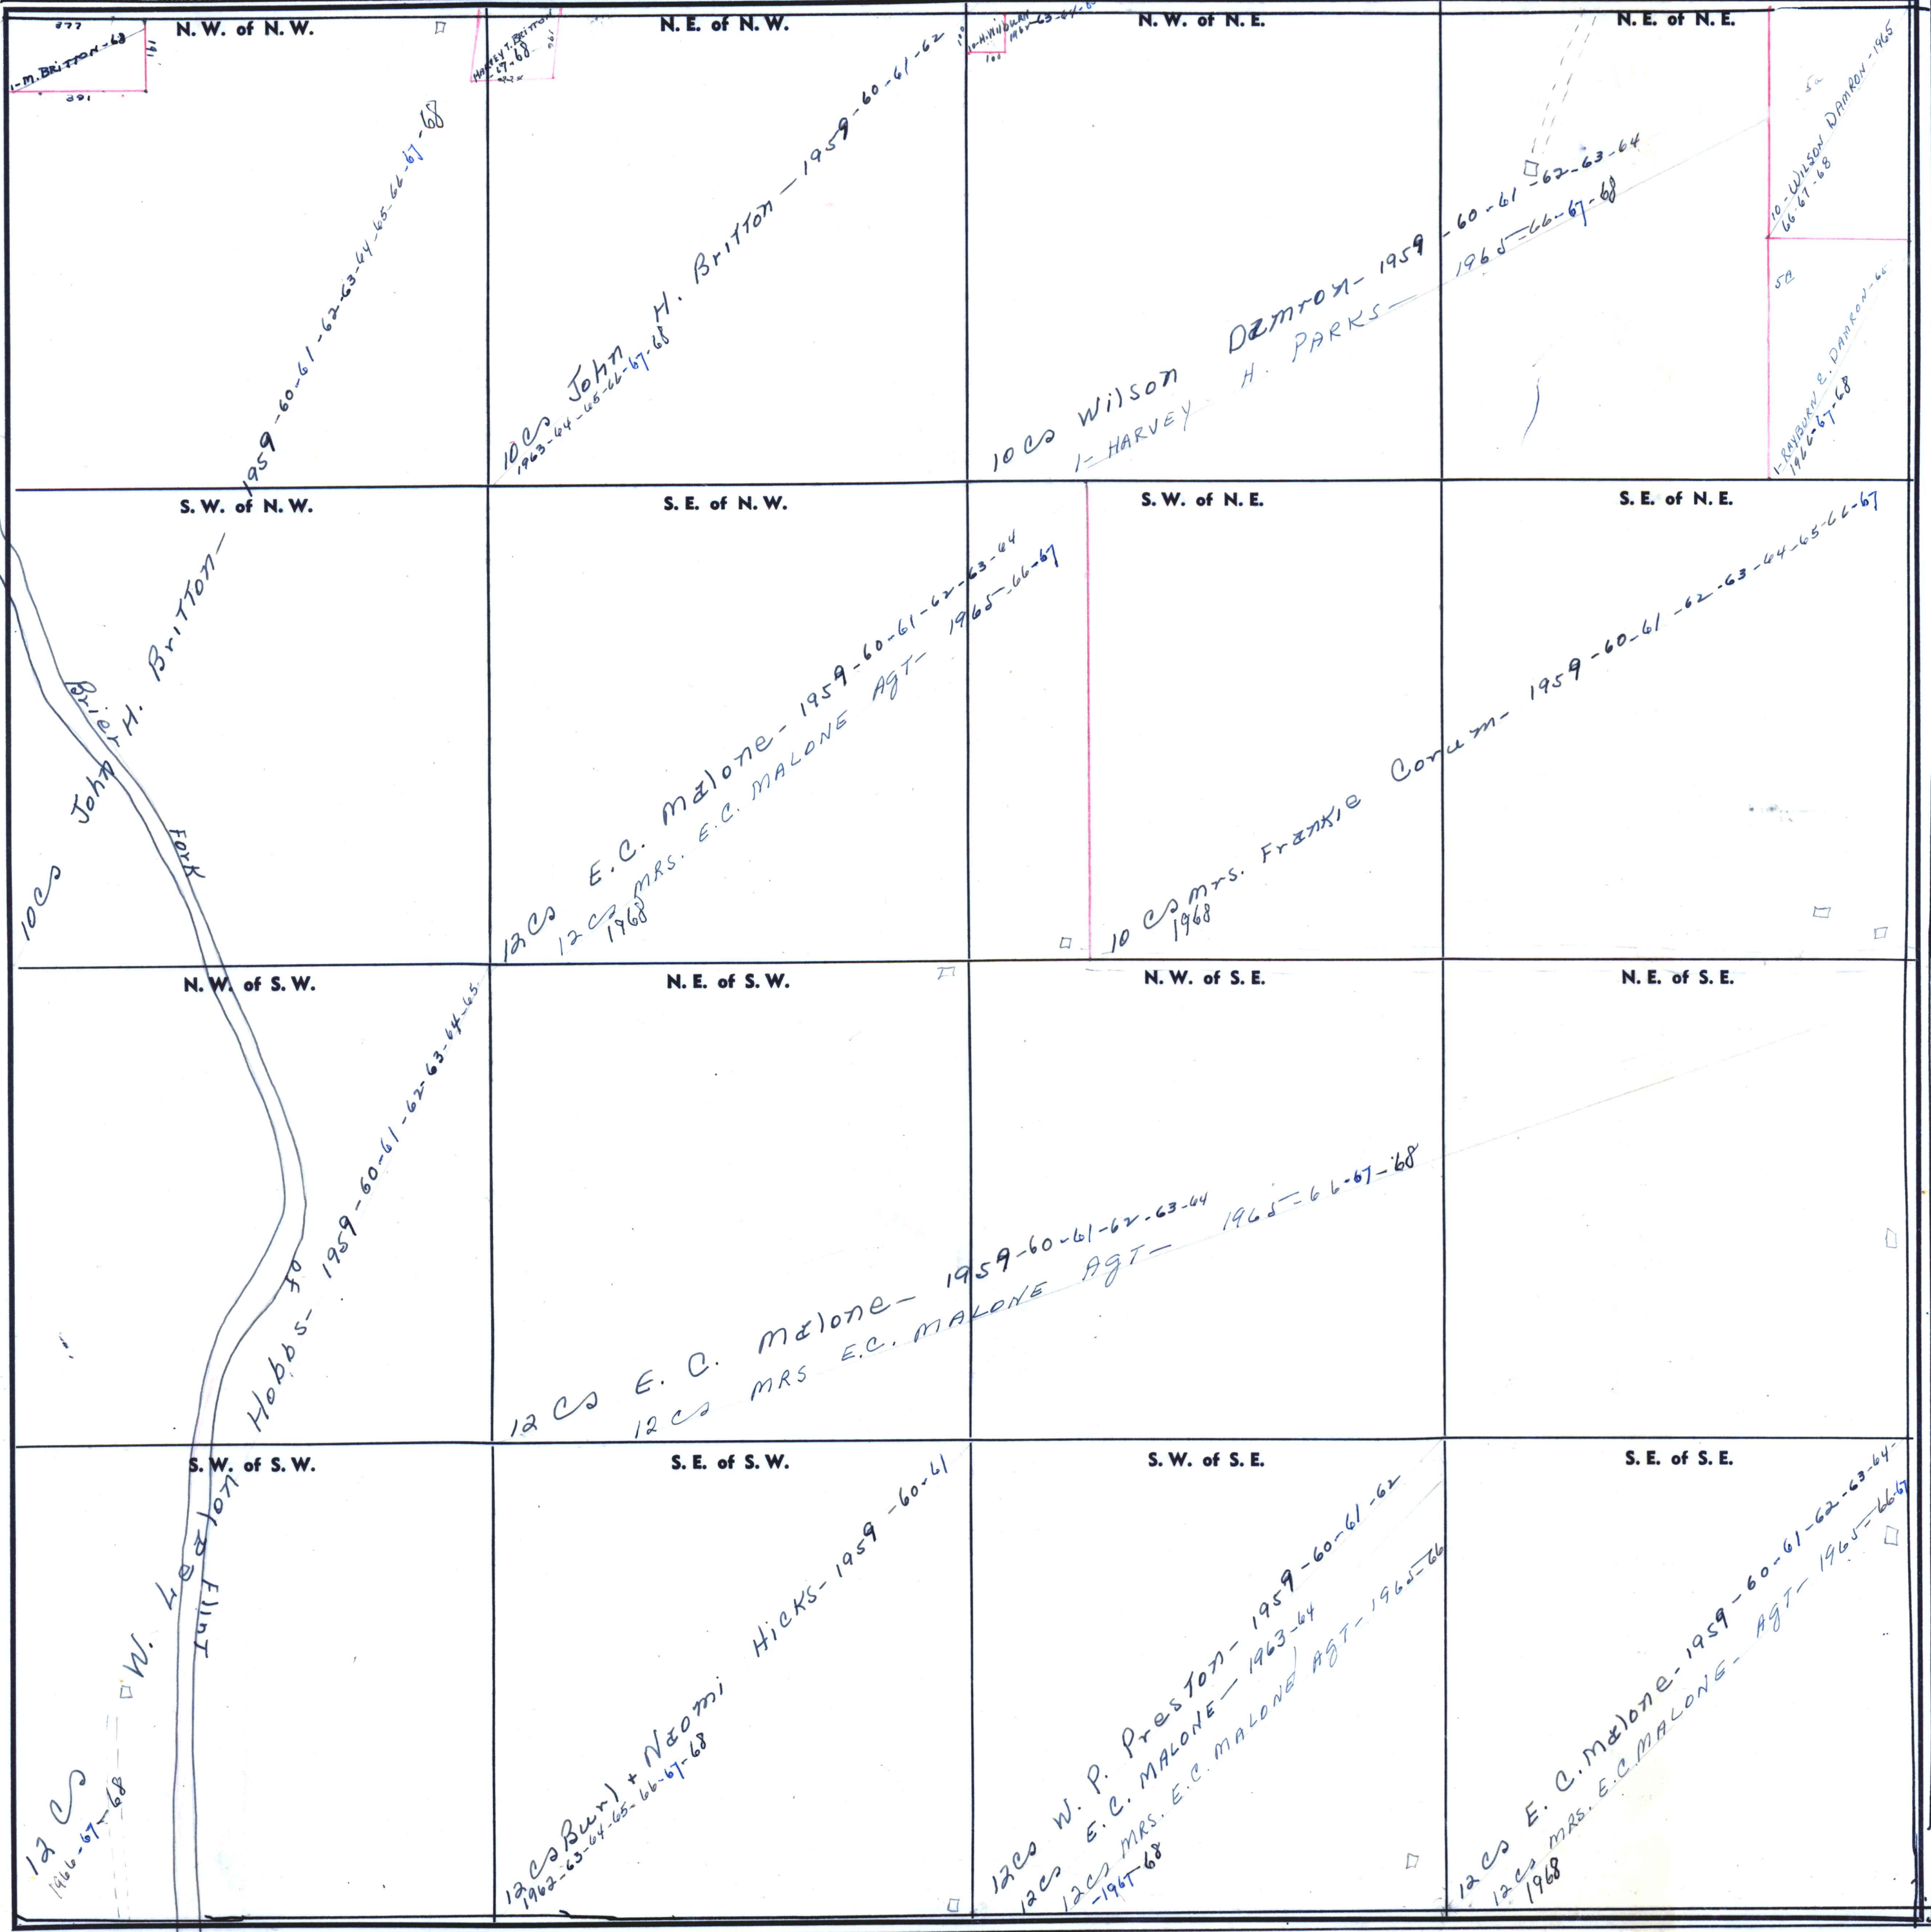 N. W. of N. W.
1-M. BRITTON-68
191
N. E. of N. W.
HARVEY T. BRITTON
-67-68
N. W. of N. E.
100
100
N. E. of N. E.
5a
10-WILSON DAMRON-1965
66-67-68
5a
1-RAYBURN E. DAMRON-65
1966-67-68
10 Cs John H. Britton - 1959-60-61-62-63-64-65-66-67-68
10 Cs John H. Britton - 1959-60-61-62
1963-64-65-66-67-68
10 Cs Wilson Damron - 1959-60-61-62-63-64
1- HARVEY H. PARKS - 1965-66-67-68
S. W. of N. W.
Brier
Fork
S. E. of N. W.
12 Cs E. C. Malone - 1959-60-61-62-63-64
12 Cs MRS. E.C. MALONE AGT- 1965-66-67
1968
S. W. of N. E.
S. E. of N. E.
10 Cs Mrs. Frankie Corum - 1959-60-61-62-63-64-65-66-67
1968
N. W. of S. W.
of
Flint
12 Cs W. Leslon Hobbs - 1959-60-61-62-63-64-65
1966-67-68
N. E. of S. W.
N. W. of S. E.
N. E. of S. E.
12 Cs E. C. Malone - 1959-60-61-62-63-64
12 Cs MRS E.C. MALONE AGT- 1965-66-67-68
S. W. of S. W.
S. E. of S. W.
12 Cs Burl + Naomi Hicks - 1959-60-61
1962-63-64-65-66-67-68
S. W. of S. E.
12 Cs W. P. Preston - 1959-60-61-62
12 Cs E. C. MALONE - 1963-64
12 Cs MRS. E.C. MALONE AGT- 1965-66
-1967-68
S. E. of S. E.
12 Cs E. C. Malone - 1959-60-61-62-63-64-
12 Cs MRS. E.C. MALONE- AGT- 1965-66-67
1968